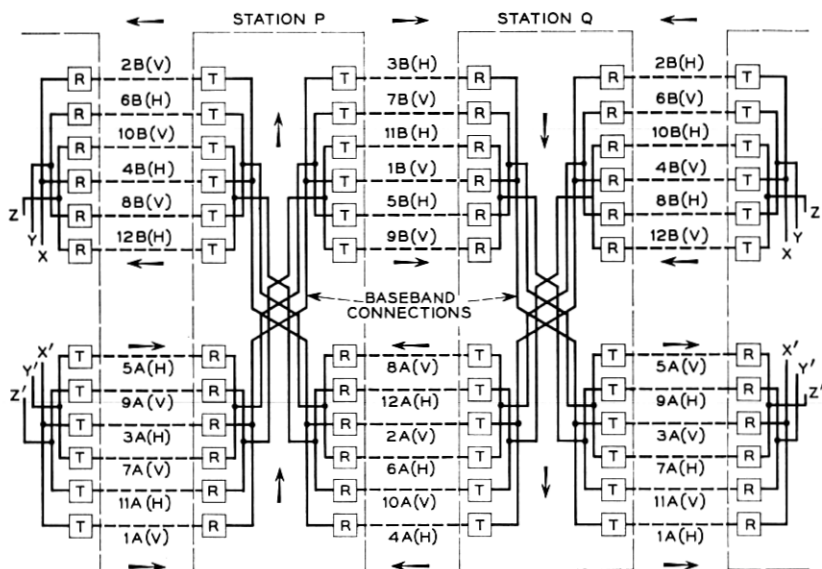 STATION P STATION Q
2B(V) 3B(H) 2B(H)
R T T R R T
6B(H) 7B(V) 6B(V)
R T T R R T
10B(V) 11B(H) 10B(H)
R T T R R T
4B(H) 1B(V) 4B(V)
R T T R R T
8B(V) 5B(H) 8B(H)
Z R T T R R T Z
12B(H) 9B(V) 12B(V)
Y R T T R R T Y
X X
BASEBAND
CONNECTIONS
X' X'
T R R T T R
Y' 5A(H) 8A(V) 5A(V) Y'
Z' T R R T T R Z'
9A(V) 12A(H) 9A(H)
T R R T T R
3A(H) 2A(V) 3A(V)
T R R T T R
7A(V) 6A(H) 7A(H)
T R R T T R
11A(H) 10A(V) 11A(V)
T R R T T R
1A(V) 4A(H) 1A(H)